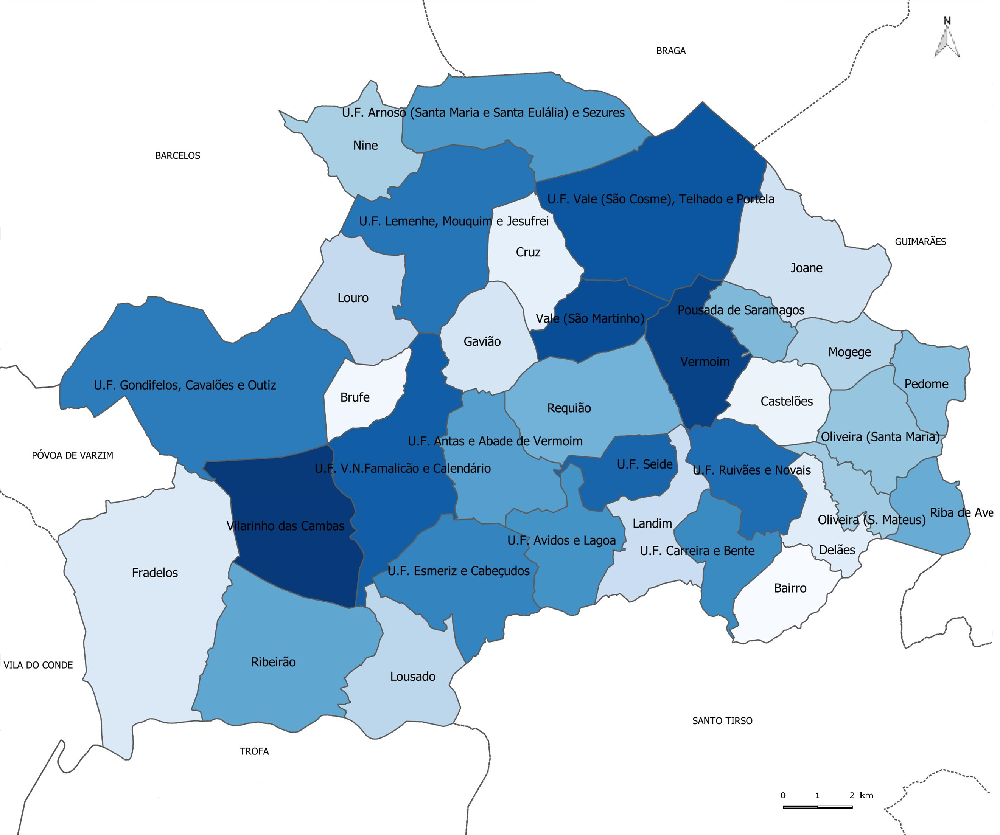 N
BRAGA
U.F. Arnoso (Santa Maria e Santa Eulália) e Sezures
Nine
BARCELOS
U.F. Vale (São Cosme), Telhado e Portela
U.F. Lemenhe, Mouquim e Jesufrei
GUIMARÃES
Cruz
Joane
Louro
Pousada de Saramagos
Vale (São Martinho)
Gavião
Mogege
Vermoim
Pedome
U.F. Gondifelos, Cavalões e Outiz
Brufe
Castelões
Requião
Oliveira (Santa Maria)
U.F. Antas e Abade de Vermoim
PÓVOA DE VARZIM
U.F. Seide
U.F. V.N.Famalicão e Calendário
U.F. Ruivães e Novais
Riba de Ave
Oliveira (S. Mateus)
Landim
Vilarinho das Cambas
U.F. Avidos e Lagoa
Delães
U.F. Carreira e Bente
U.F. Esmeriz e Cabeçudos
Fradelos
Bairro
Ribeirão
VILA DO CONDE
Lousado
SANTO TIRSO
TROFA
0 1 2 km